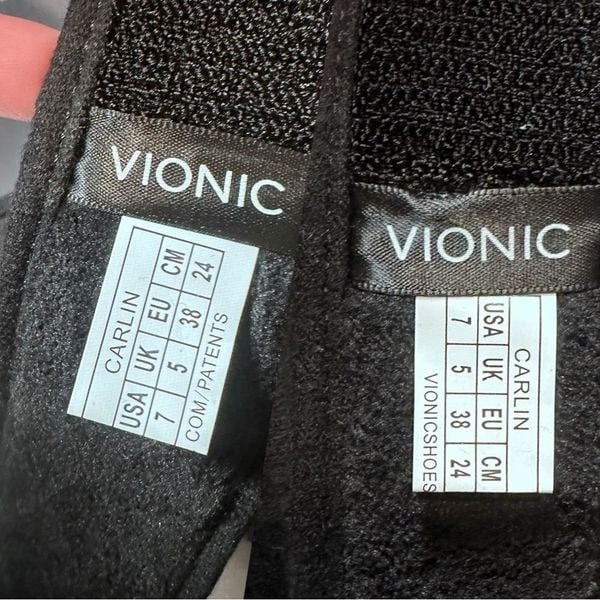 VIONIC
CARLIN
USA UK EU CM
7 5 38 24
COM/PATENTS
VIONIC
CARLIN
USA UK EU CM
7 5 38 24
VIONICSHOES